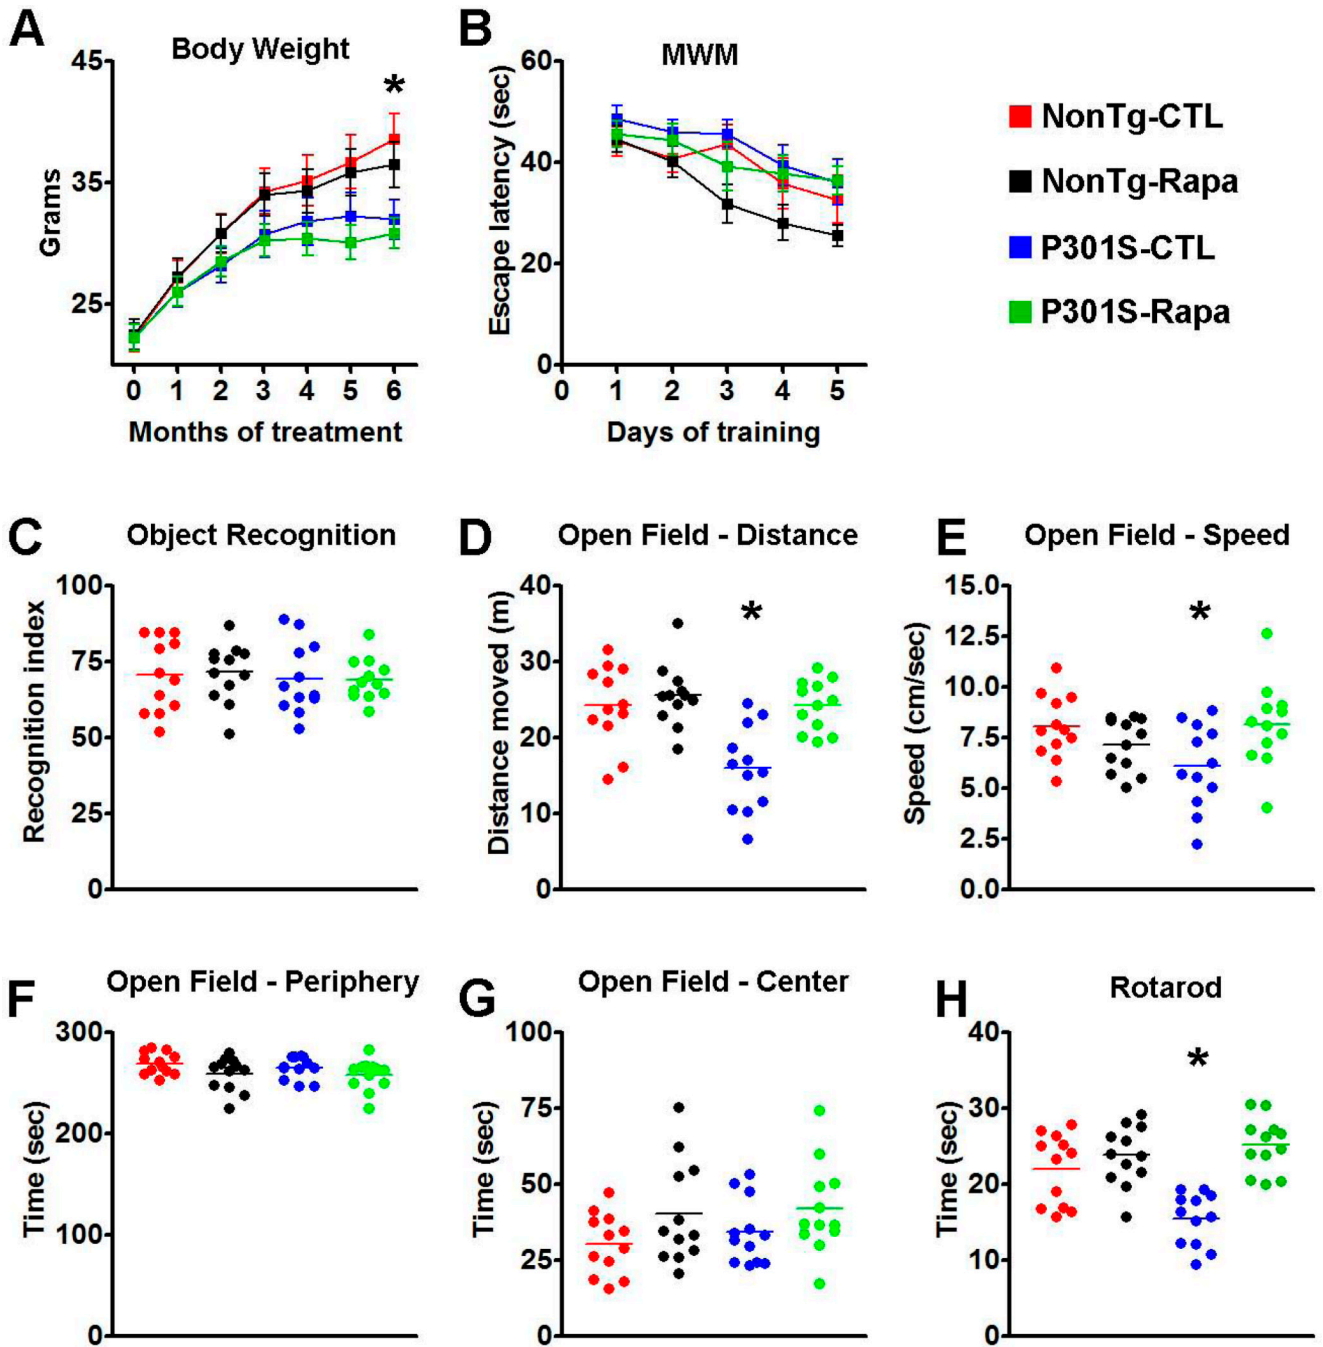 A
Body Weight
45
35
25
Grams
*
0 1 2 3 4 5 6
Months of treatment
B
MWM
60
40
20
0
Escape latency (sec)
0 1 2 3 4 5
Days of training
NonTg-CTL
NonTg-Rapa
P301S-CTL
P301S-Rapa
C
Object Recognition
100
75
50
25
0
Recognition index
D
Open Field - Distance
40
30
20
10
0
Distance moved (m)
*
E
Open Field - Speed
15.0
12.5
10.0
7.5
5.0
2.5
0.0
Speed (cm/sec)
*
F
Open Field - Periphery
300
200
100
0
Time (sec)
G
Open Field - Center
100
75
50
25
0
Time (sec)
H
Rotarod
40
30
20
10
0
Time (sec)
*